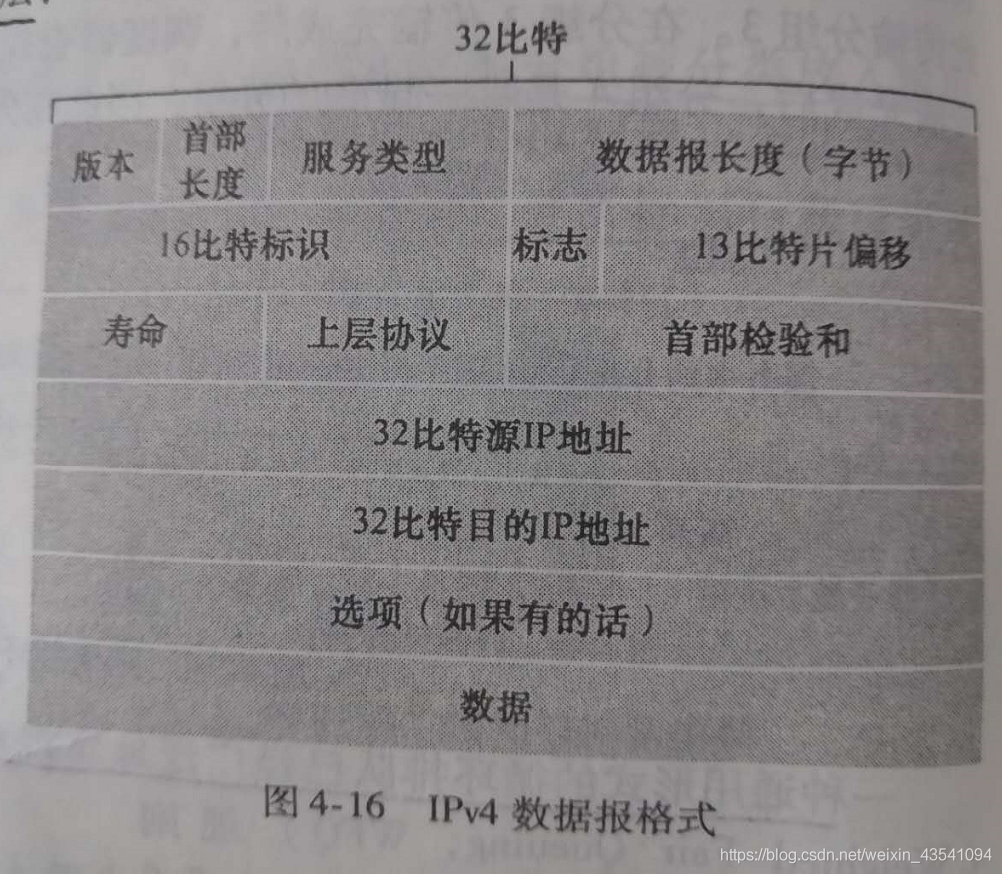 32比特
版本 首部长度 服务类型 数据报长度（字节）
16比特标识 标志 13比特片偏移
寿命 上层协议 首部检验和
32比特源IP地址
32比特目的IP地址
选项（如果有的话）
数据
图 4-16 IPv4 数据报格式
https://blog.csdn.net/weixin_43541094